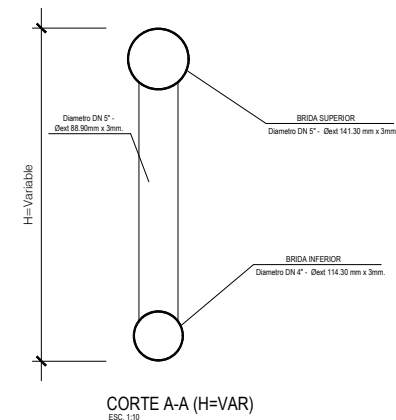 Diametro DN 5" -
Øext 88.90mm x 3mm.
BRIDA SUPERIOR
Diametro DN 5" - Øext 141.30 mm x 3mm
H=Variable
BRIDA INFERIOR
Diametro DN 4" - Øext 114.30 mm x 3mm.
CORTE A-A (H=VAR)
ESC. 1:10